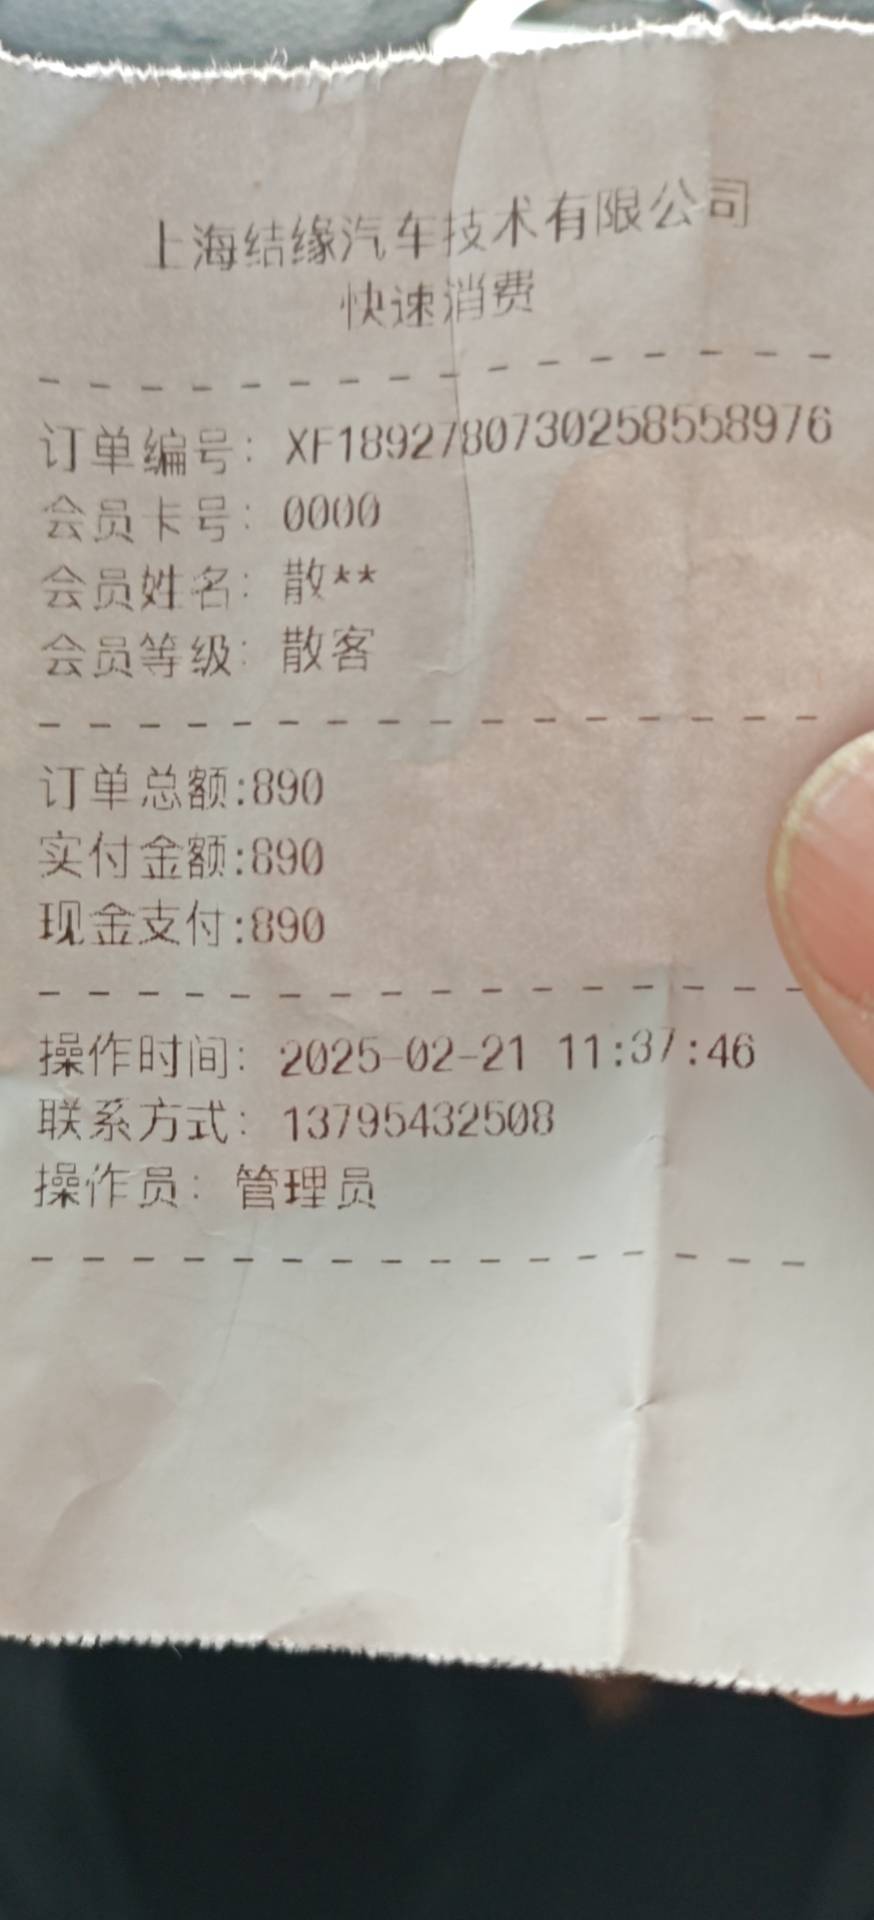 上海结缘汽车技术有限公司
快速消费
订单编号: XF1892780730258558976
会员卡号: 0000
会员姓名: 散**
会员等级: 散客
订单总额:890
实付金额:890
现金支付:890
操作时间: 2025-02-21 11:37:46
联系方式: 13795432508
操作员: 管理员